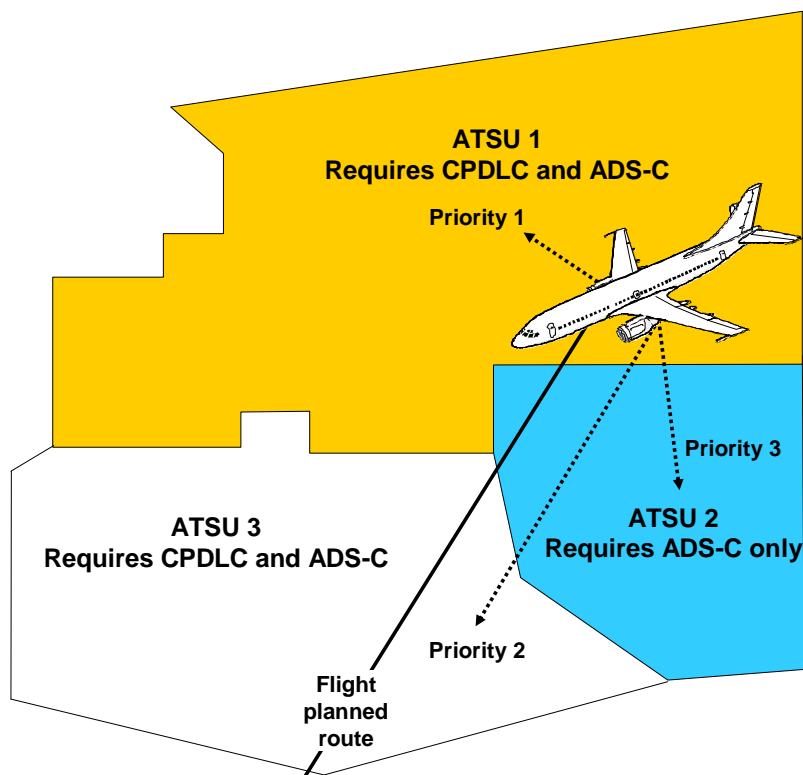 ATSU 1
Requires CPDLC and ADS-C
Priority 1
Priority 3
ATSU 2
Requires ADS-C only
ATSU 3
Requires CPDLC and ADS-C
Priority 2
Flight
planned
route